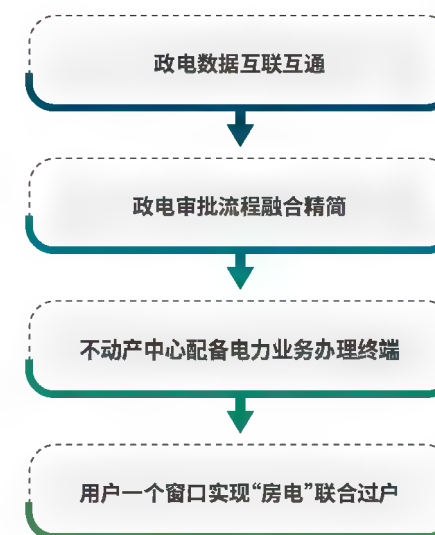 政电数据互联互通
政电审批流程融合精简
不动产中心配备电力业务办理终端
用户一个窗口实现“房电”联合过户